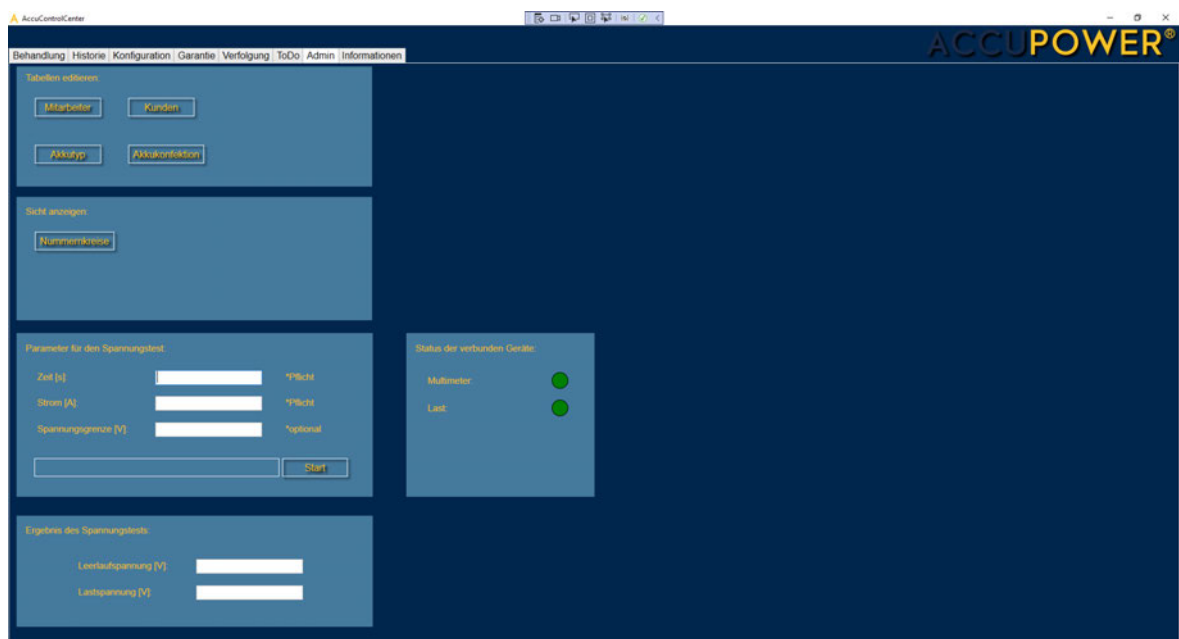 AccuControlCenter
ACCUPOWER®
Behandlung Historie Konfiguration Garantie Verfolgung ToDo Admin Informationen
Tabellen editieren:
Mitarbeiter Kunden
Akkutyp Akkukonfektion
Sicht anzeigen:
Nummernkreise
Parameter für den Spannungstest:
Zeit [s]: *Pflicht
Strom [A]: *Pflicht
Spannungsgrenze [V]: *optional
Start
Status der verbunden Geräte:
Multimeter:
Last:
Ergebnis des Spannungstests:
Leerlaufspannung [V]:
Lastspannung [V]: